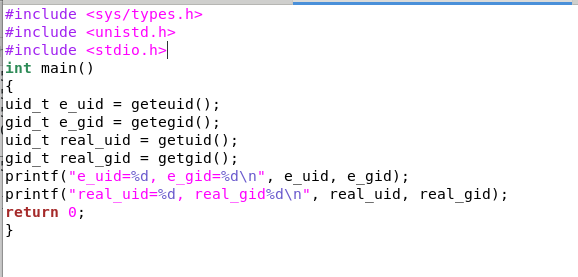 #include <sys/types.h>
#include <unistd.h>
#include <stdio.h>
int main()
{
uid_t e_uid = geteuid();
gid_t e_gid = getegid();
uid_t real_uid = getuid();
gid_t real_gid = getgid();
printf("e_uid=%d, e_gid=%d\n", e_uid, e_gid);
printf("real_uid=%d, real_gid%d\n", real_uid, real_gid);
return 0;
}